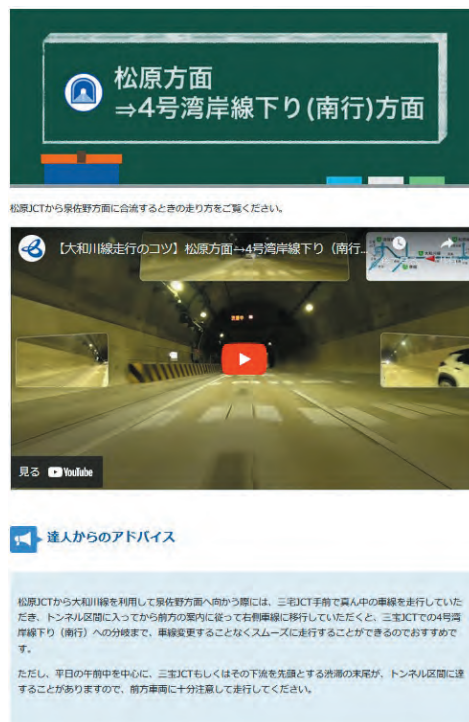 松原方面
⇒4号湾岸線下り(南行)方面
松原JCTから泉佐野方面に合流するときの走り方をご覧ください。
【大和川線走行のコツ】松原方面⇒4号湾岸線下り（南行...
見る YouTube
達人からのアドバイス
松原JCTから大和川線を利用して泉佐野方面へ向かう際には、三宅JCT手前で真ん中の車線を走行していた
だき、トンネル区間に入ってから前方の案内に従って右側車線に移行していただくと、三宝JCTでの4号湾
岸線下り（南行）への分岐まで、車線変更することなくスムーズに走行することができるのでおすすめで
す。
ただし、平日の午前中を中心に、三宝JCTもしくはその下流を先頭とする渋滞の末尾が、トンネル区間に達
することがありますので、前方車両に十分注意して走行してください。